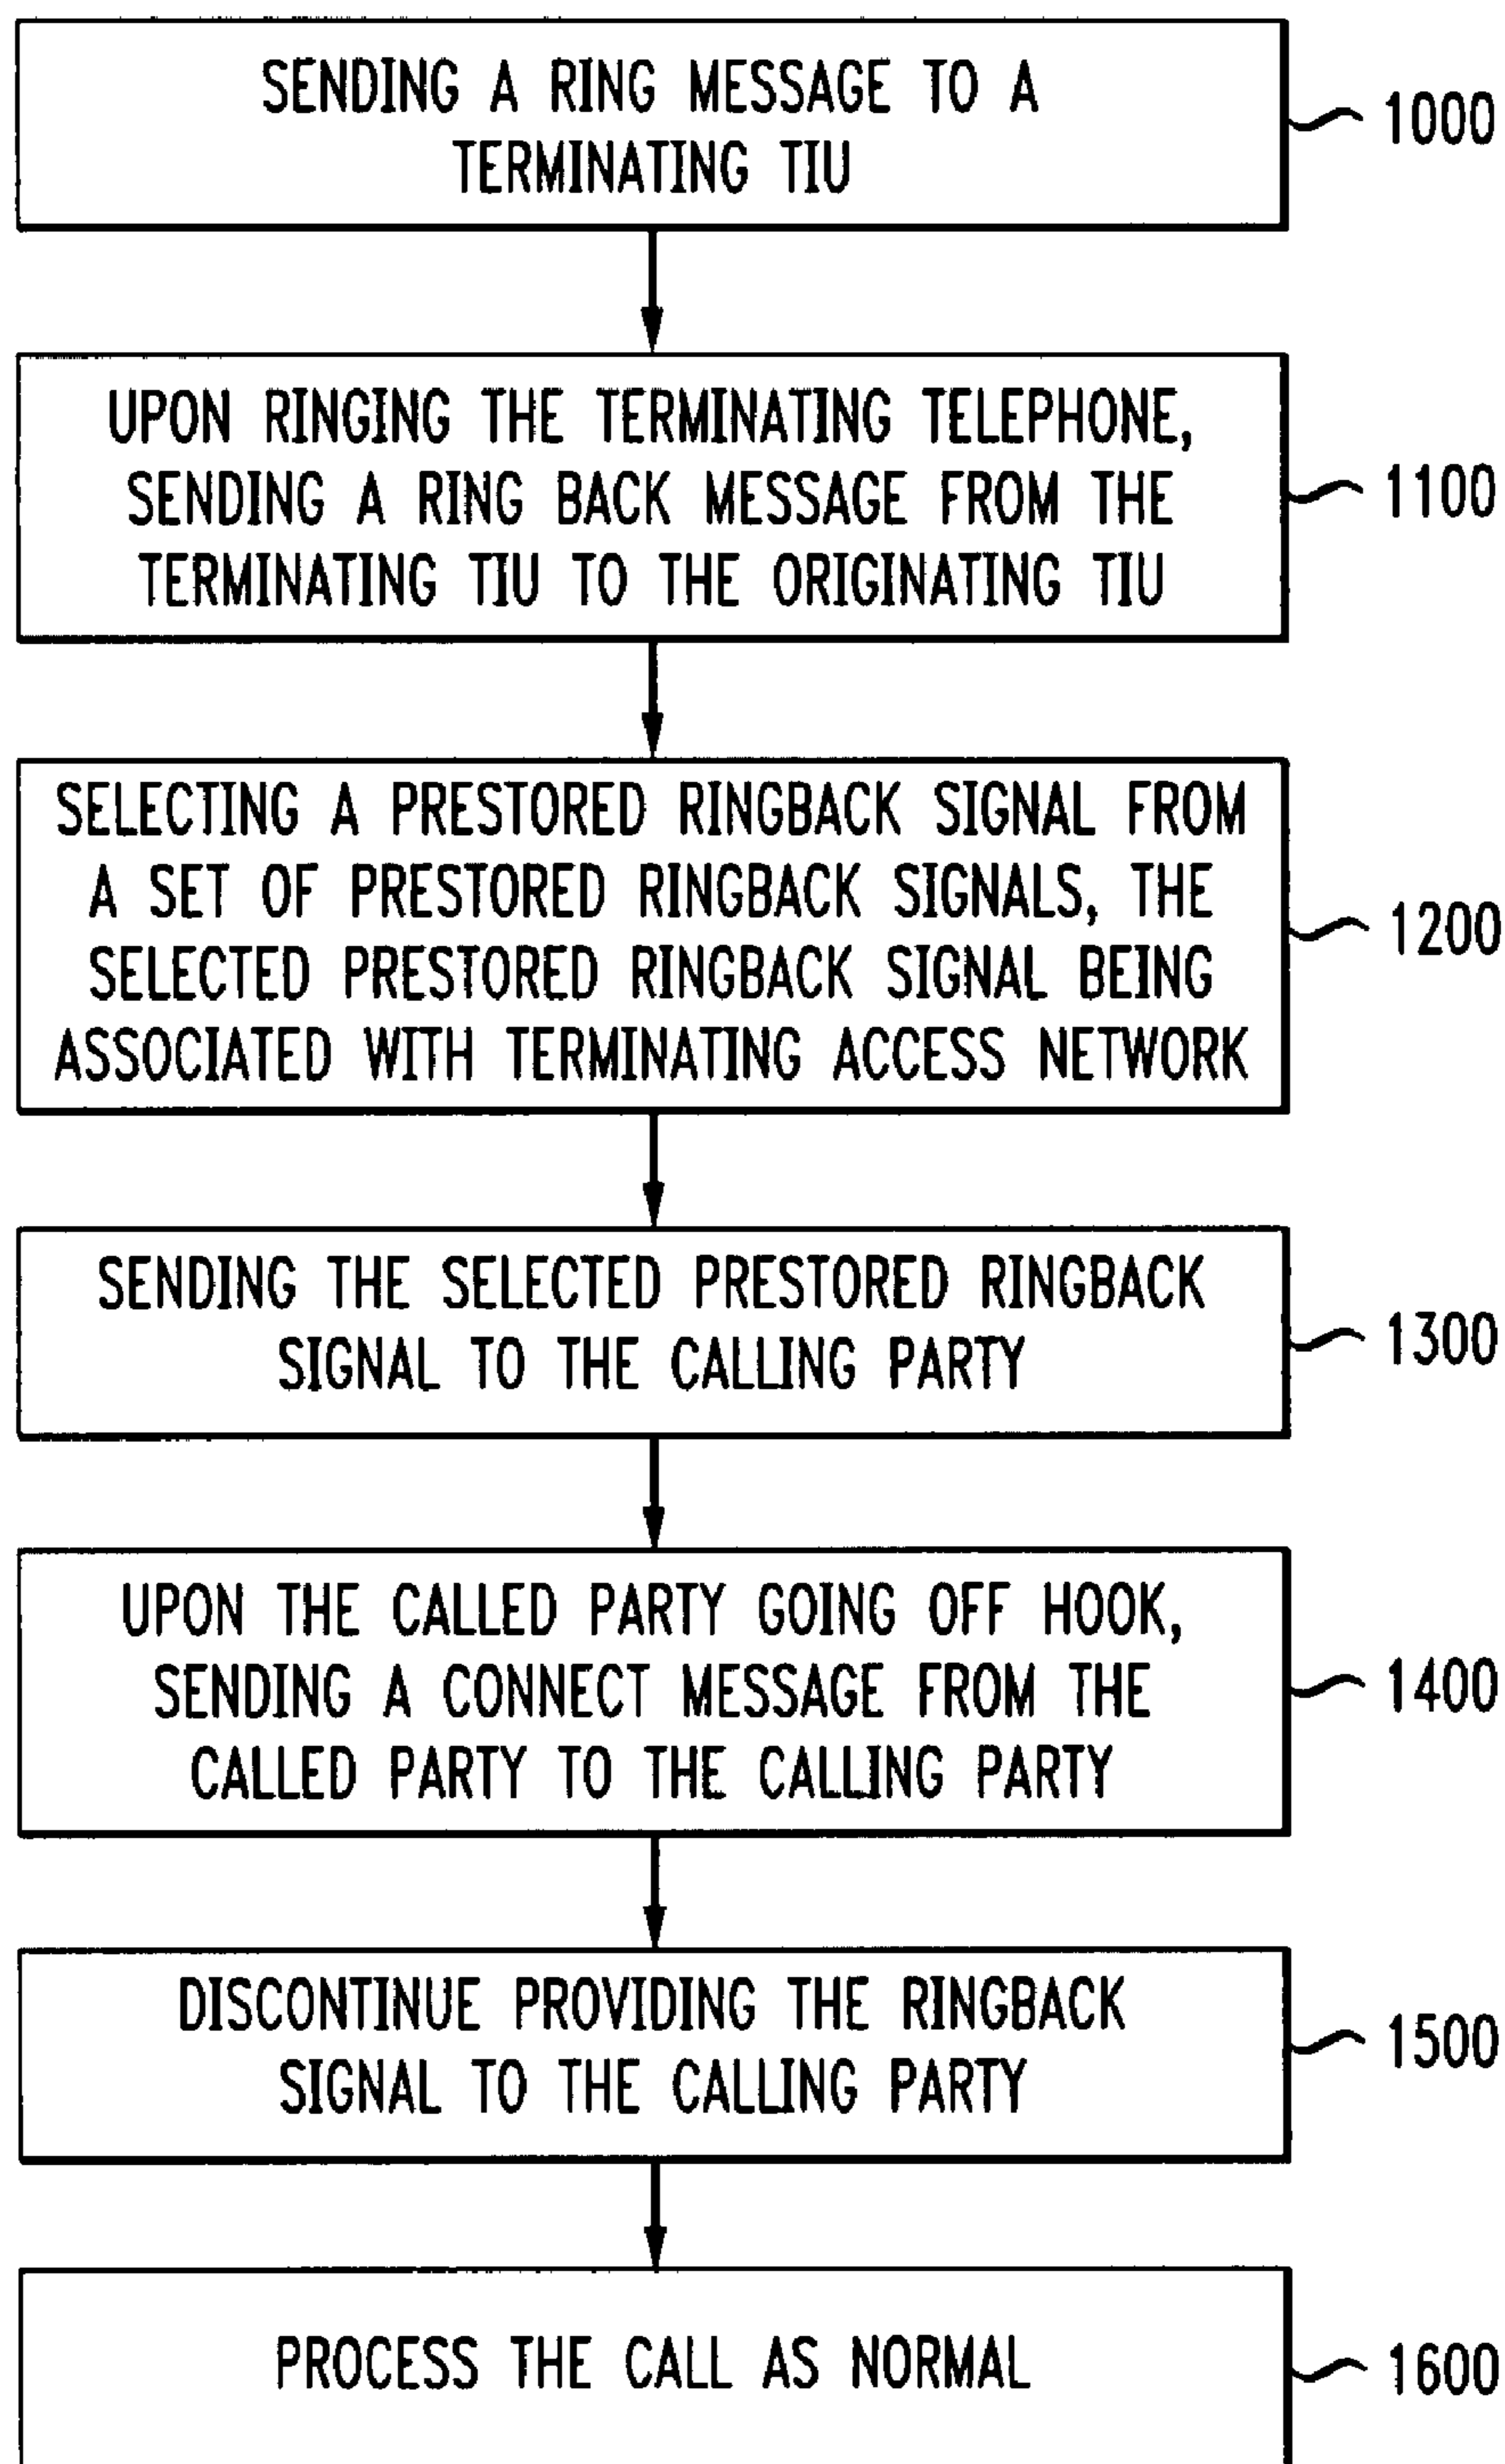 SENDING A RING MESSAGE TO A
TERMINATING TIU
1000
UPON RINGING THE TERMINATING TELEPHONE,
SENDING A RING BACK MESSAGE FROM THE
TERMINATING TIU TO THE ORIGINATING TIU
1100
SELECTING A PRESTORED RINGBACK SIGNAL FROM
A SET OF PRESTORED RINGBACK SIGNALS, THE
SELECTED PRESTORED RINGBACK SIGNAL BEING
ASSOCIATED WITH TERMINATING ACCESS NETWORK
1200
SENDING THE SELECTED PRESTORED RINGBACK
SIGNAL TO THE CALLING PARTY
1300
UPON THE CALLED PARTY GOING OFF HOOK,
SENDING A CONNECT MESSAGE FROM THE
CALLED PARTY TO THE CALLING PARTY
1400
DISCONTINUE PROVIDING THE RINGBACK
SIGNAL TO THE CALLING PARTY
1500
PROCESS THE CALL AS NORMAL
1600